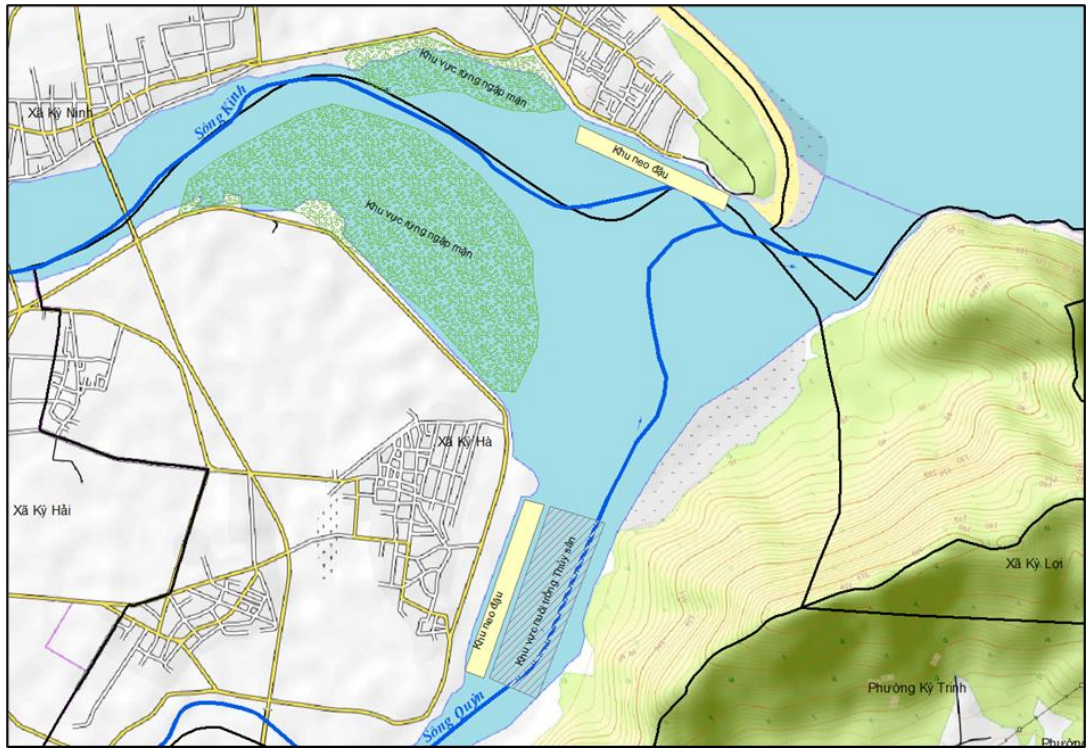 Khu vực rừng ngập mặn
Xã Kỳ Ninh
Sông Kinh
Khu neo đậu
Khu vực rừng ngập mặn
Xã Kỳ Hà
Xã Kỳ Hải
Khu neo đậu
Khu vực nuôi trồng Thủy sản
Xã Kỳ Lợi
Phường Kỳ Trinh
Sông Quyền
Phường